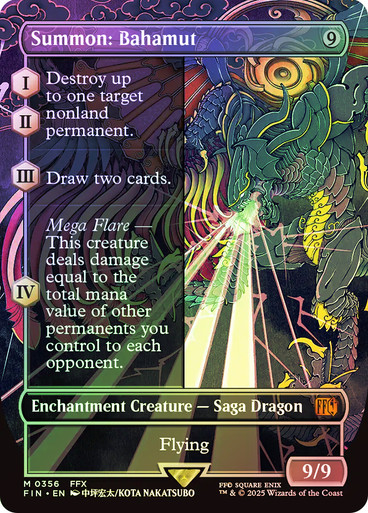 Summon: Bahamut 9
I
II
Destroy up
to one target
nonland
permanent.
III
Draw two cards.
IV
Mega Flare —
This creature
deals damage
equal to the
total mana
value of other
permanents you
control to each
opponent.
Enchantment Creature — Saga Dragon
Flying
9/9
M 0356 FFX
FIN • EN 中坪宏太/KOTA NAKATSUBO
SQUARE ENIX
™ & © 2025 Wizards of the Coast